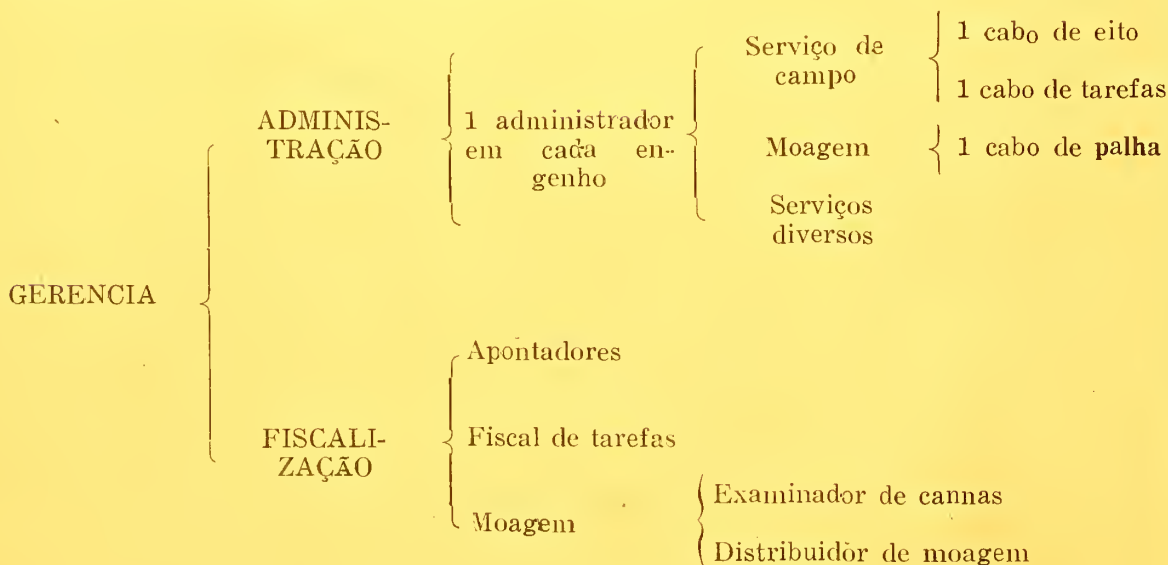 Serviço de
campo
1 cabo de eito
1 cabo de tarefas
ADMINIS-
TRAÇÃO
1 administrador
em cada en-
genho
Moagem
1 cabo de palha
Serviços
diversos
GERENCIA
Apontadores
FISCALI-
ZAÇÃO
Fiscal de tarefas
Moagem
Examinador de cannas
Distribuidor de moagem